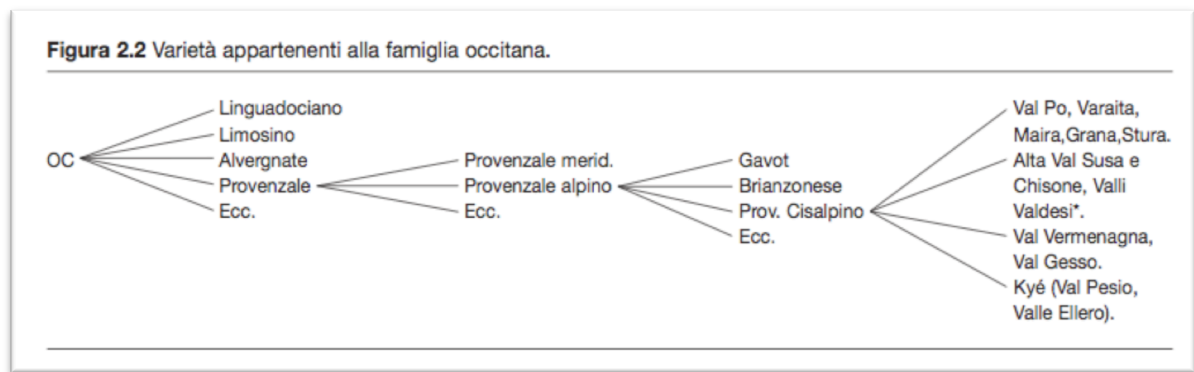 Figura 2.2 Varietà appartenenti alla famiglia occitana.
OC
Linguadociano
Limosino
Alvergnate
Provenzale
Ecc.
Provenzale merid.
Provenzale alpino
Ecc.
Gavot
Brianzonese
Prov. Cisalpino
Ecc.
Val Po, Varaita,
Maira,Grana,Stura.
Alta Val Susa e
Chisone, Valli
Valdesi*.
Val Vermenagna,
Val Gesso.
Kyé (Val Pesio,
Valle Ellero).